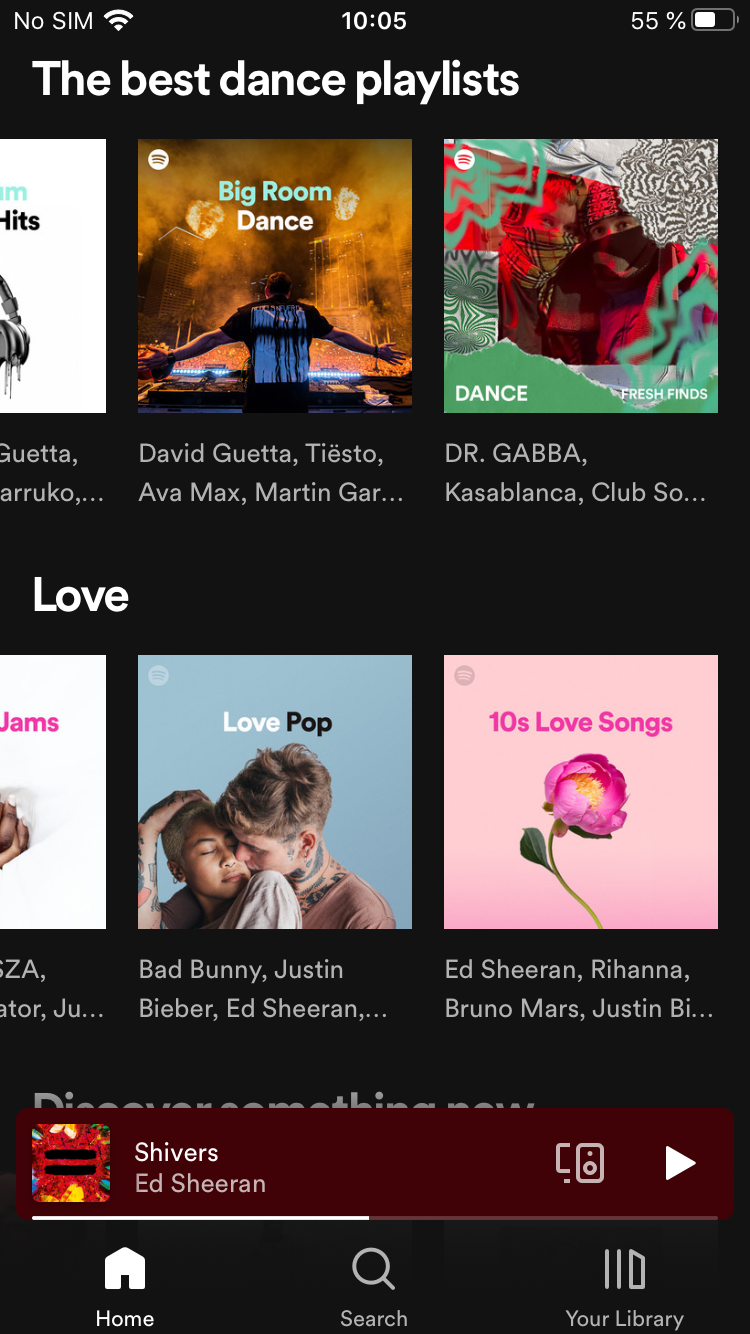 No SIM 10:05 55 %
The best dance playlists
Hits
Big Room
Dance
DANCE FRESH FINDS
Guetta,
arruko,...
David Guetta, Tiësto,
Ava Max, Martin Gar...
DR. GABBA,
Kasablanca, Club So...
Love
Jams
Love Pop
10s Love Songs
SZA,
ator, Ju...
Bad Bunny, Justin
Bieber, Ed Sheeran,...
Ed Sheeran, Rihanna,
Bruno Mars, Justin Bi...
Discover something new
Shivers
Ed Sheeran
Home Search Your Library